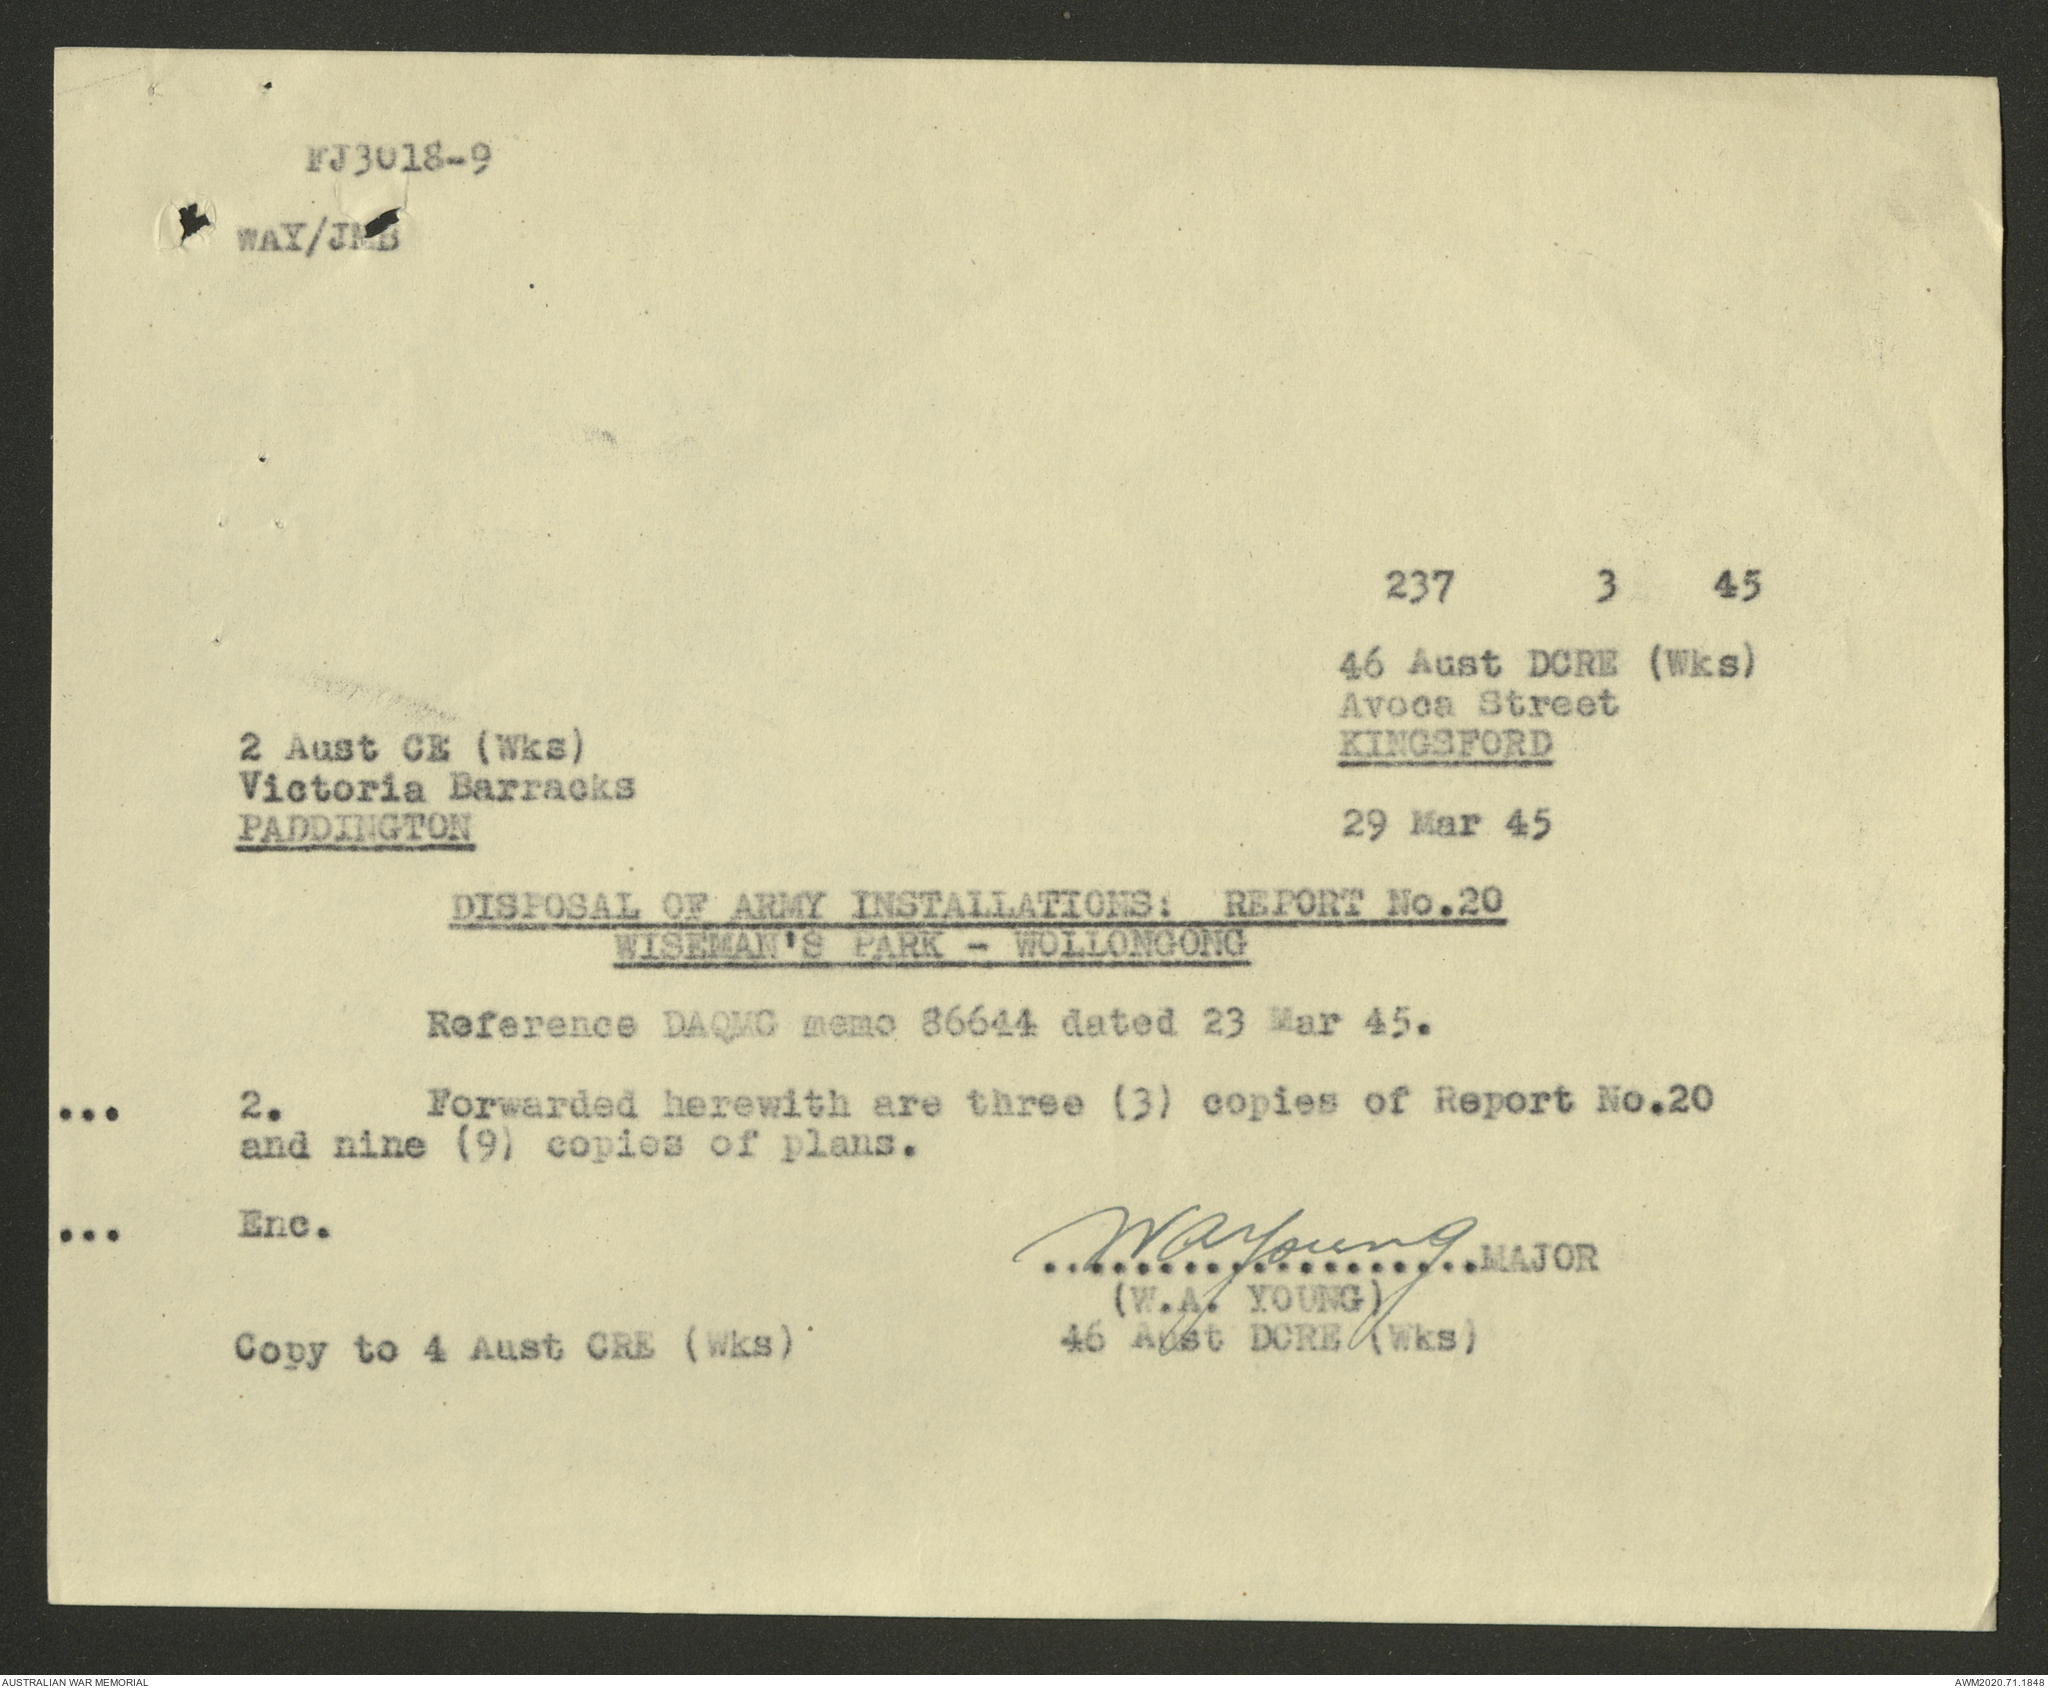 FJ3018-9
WAY/JMB
237 3 45
46 Aust DCRE (Wks)
Avoca Street
KINGSFORD
2 Aust CE (Wks)
Victoria Barracks
PADDINGTON
29 Mar 45
DISPOSAL OF ARMY INSTALLATIONS: REPORT No.20
WISEMAN'S PARK - WOLLONGONG
Reference DAQMG memo 86644 dated 23 Mar 45.
... 2. Forwarded herewith are three (3) copies of Report No.20
and nine (9) copies of plans.
... Enc.
WAYoung
...................MAJOR
(W.A. YOUNG)
46 Aust DCRE (Wks)
Copy to 4 Aust CRE (Wks)
AUSTRALIAN WAR MEMORIAL
AWM2020.71.1848